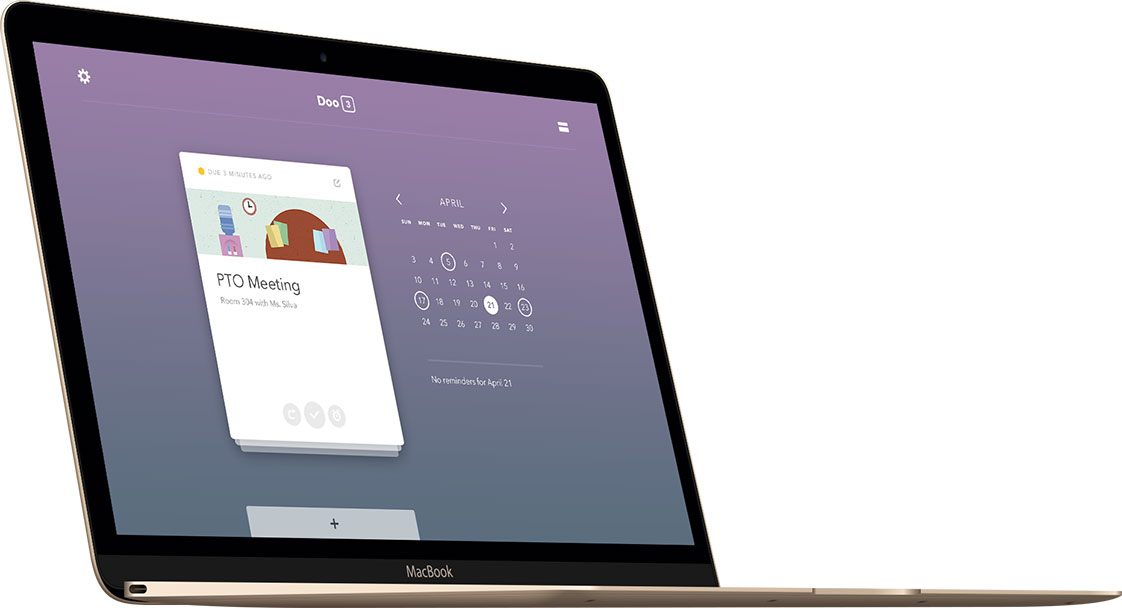 Doo 3
DUE 3 MINUTES AGO
PTO Meeting
Room 304 with Ms. Silva
APRIL
SUN MON TUE WED THU FRI SAT
1 2
3 4 5 6 7 8 9
10 11 12 13 14 15 16
17 18 19 20 21 22 23
24 25 26 27 28 29 30
No reminders for April 21
+
MacBook